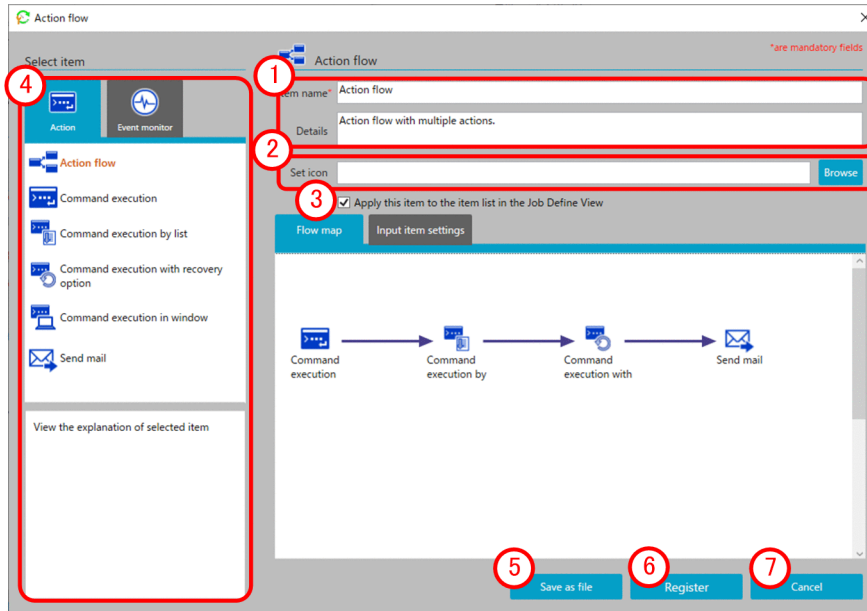 Action flow
*are mandatory fields
Select item
Action flow
1
4
Item name*
Action flow
Details
Action flow with multiple actions.
Action
Event monitor
2
Set icon
Browse
3
Apply this item to the item list in the Job Define View
Flow map
Input item settings
Action flow
Command execution
Command execution by list
Command execution with recovery
option
Command execution in window
Send mail
Command
execution
Command
execution by
Command
execution with
Send mail
View the explanation of selected item
5
6
7
Save as file
Register
Cancel